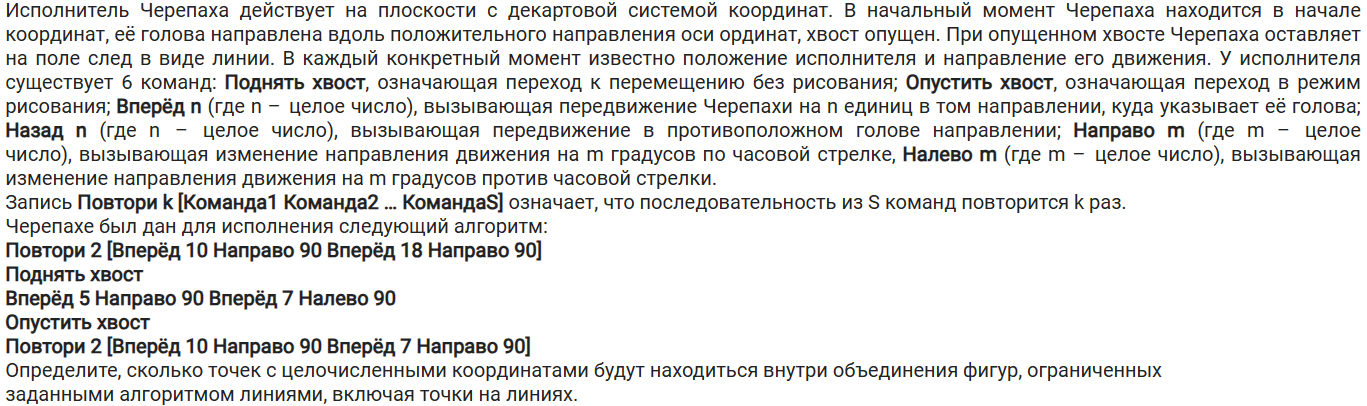 Исполнитель Черепаха действует на плоскости с декартовой системой координат. В начальный момент Черепаха находится в начале
координат, её голова направлена вдоль положительного направления оси ординат, хвост опущен. При опущенном хвосте Черепаха оставляет
на поле след в виде линии. В каждый конкретный момент известно положение исполнителя и направление его движения. У исполнителя
существует 6 команд: Поднять хвост, означающая переход к перемещению без рисования; Опустить хвост, означающая переход в режим
рисования; Вперёд n (где n – целое число), вызывающая передвижение Черепахи на n единиц в том направлении, куда указывает её голова;
Назад n (где n – целое число), вызывающая передвижение в противоположном голове направлении; Направо m (где m – целое
число), вызывающая изменение направления движения на m градусов по часовой стрелке, Налево m (где m – целое число), вызывающая
изменение направления движения на m градусов против часовой стрелки.
Запись Повтори k [Команда1 Команда2 … КомандаS] означает, что последовательность из S команд повторится k раз.
Черепахе был дан для исполнения следующий алгоритм:
Повтори 2 [Вперёд 10 Направо 90 Вперёд 18 Направо 90]
Поднять хвост
Вперёд 5 Направо 90 Вперёд 7 Налево 90
Опустить хвост
Повтори 2 [Вперёд 10 Направо 90 Вперёд 7 Направо 90]
Определите, сколько точек с целочисленными координатами будут находиться внутри объединения фигур, ограниченных
заданными алгоритмом линиями, включая точки на линиях.